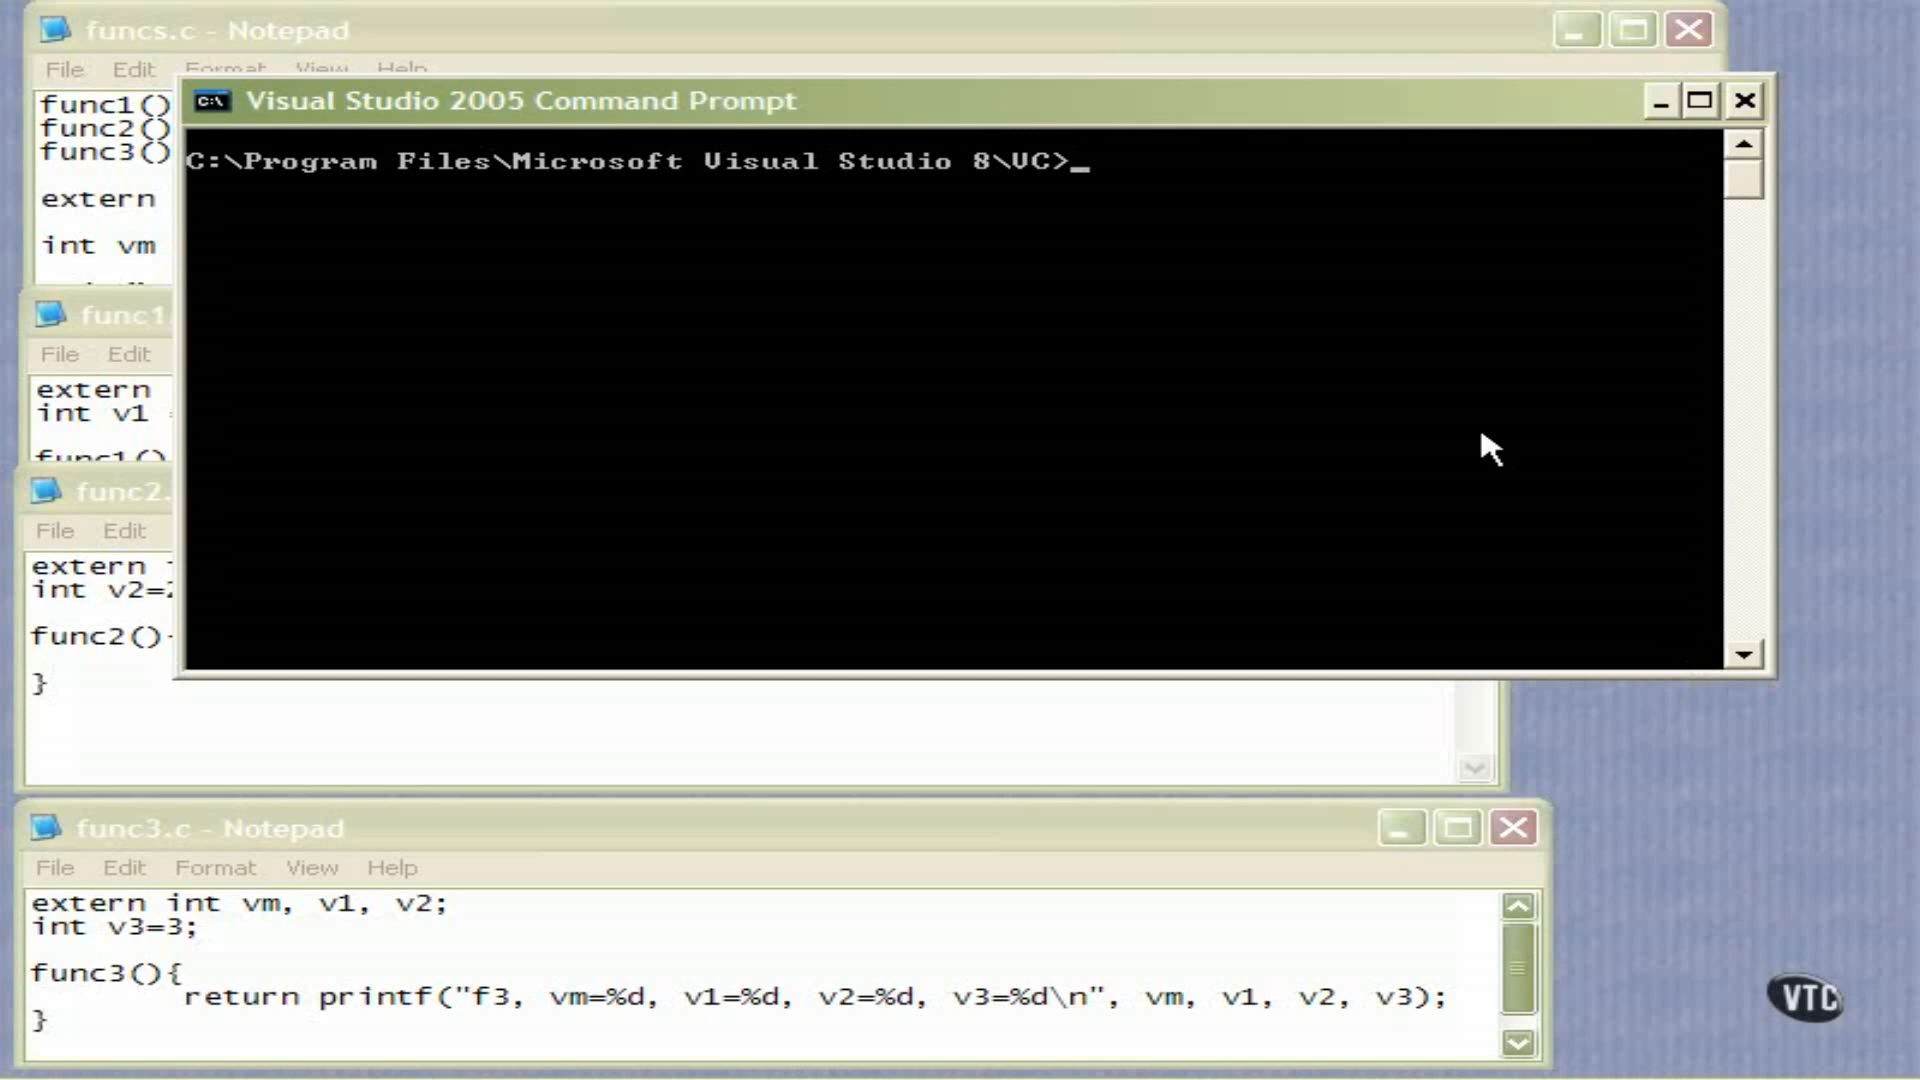 funcs.c - Notepad
File Edit Format View Help
func1()
func2()
func3()
extern
int vm
Visual Studio 2005 Command Prompt
C:\Program Files\Microsoft Visual Studio 8\VC>_
func1.
File Edit
extern
int v1
func1()
func2.
File Edit
extern
int v2=2
func2()
}
func3.c - Notepad
File Edit Format View Help
extern int vm, v1, v2;
int v3=3;
func3(){
return printf("f3, vm=%d, v1=%d, v2=%d, v3=%d\n", vm, v1, v2, v3);
}
VTC